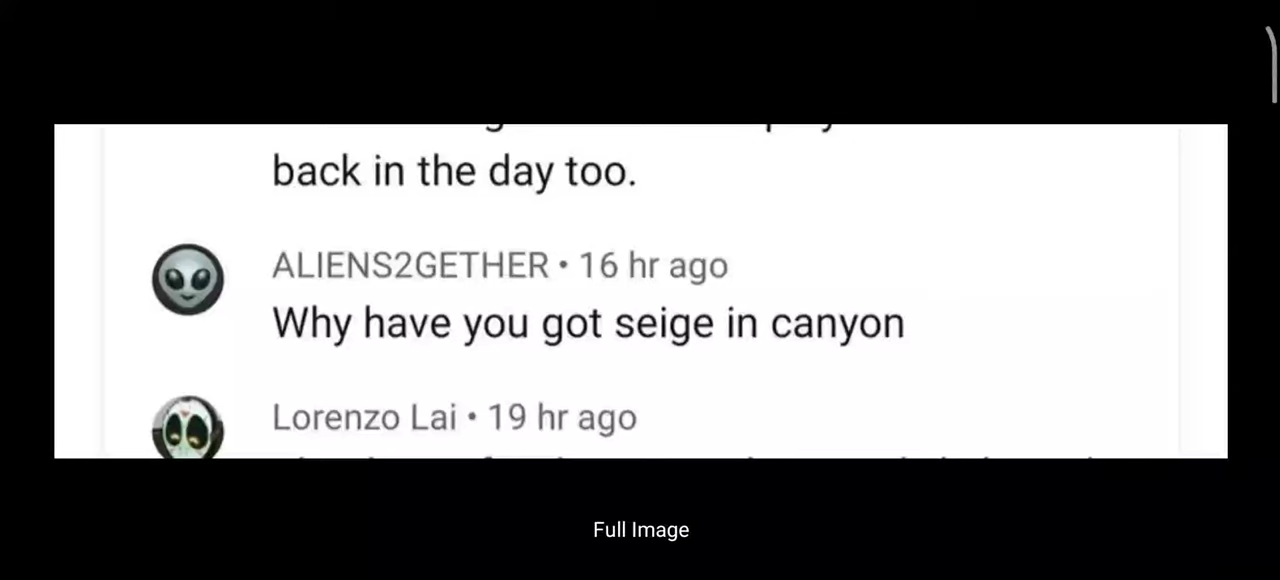 back in the day too.
ALIENS2GETHER • 16 hr ago
Why have you got seige in canyon
Lorenzo Lai • 19 hr ago
Full Image